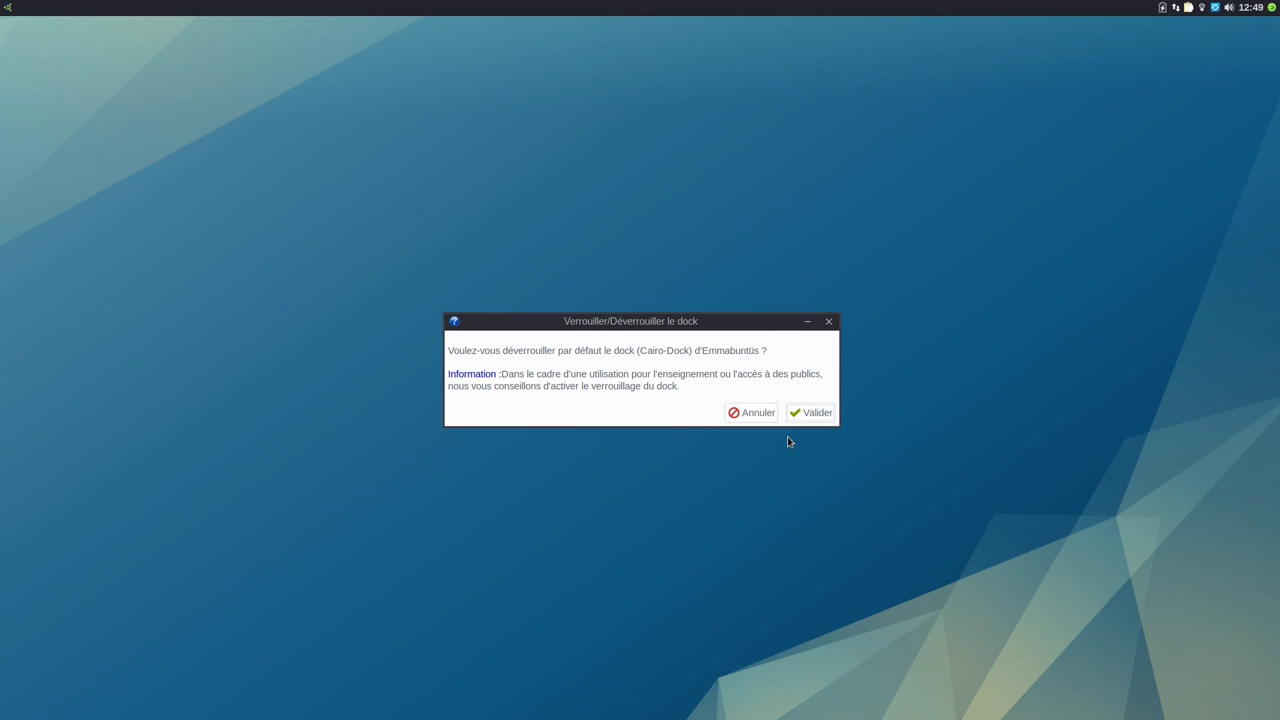 12:49
Verrouiller/Déverrouiller le dock
Voulez-vous déverrouiller par défaut le dock (Cairo-Dock) d'Emmabuntüs ?
Information :Dans le cadre d'une utilisation pour l'enseignement ou l'accès à des publics,
nous vous conseillons d'activer le verrouillage du dock.
Annuler Valider